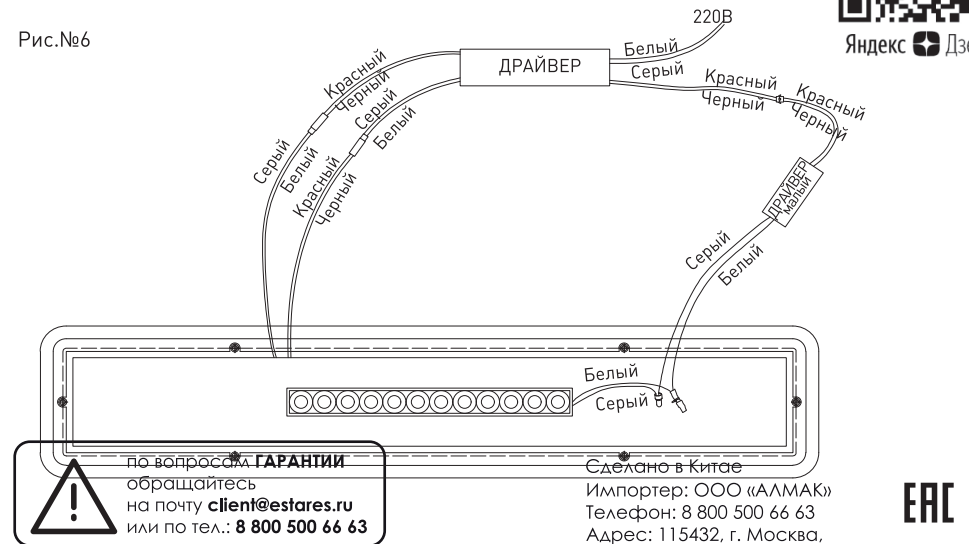 Рис.№6
220В
Яндекс Дзе
ДРАЙВЕР
Белый
Серый
Красный
Черный
Красный
Черный
Красный
Черный
Серый
Белый
Серый
Белый
Красный
Черный
ДРАЙВЕР
малый
Серый
Белый
Белый
Серый
по вопросам ГАРАНТИИ
обращайтесь
на почту client@estares.ru
или по тел.: 8 800 500 66 63
Сделано в Китае
Импортер: ООО «АЛМАК»
Телефон: 8 800 500 66 63
Адрес: 115432, г. Москва,
ЕАС